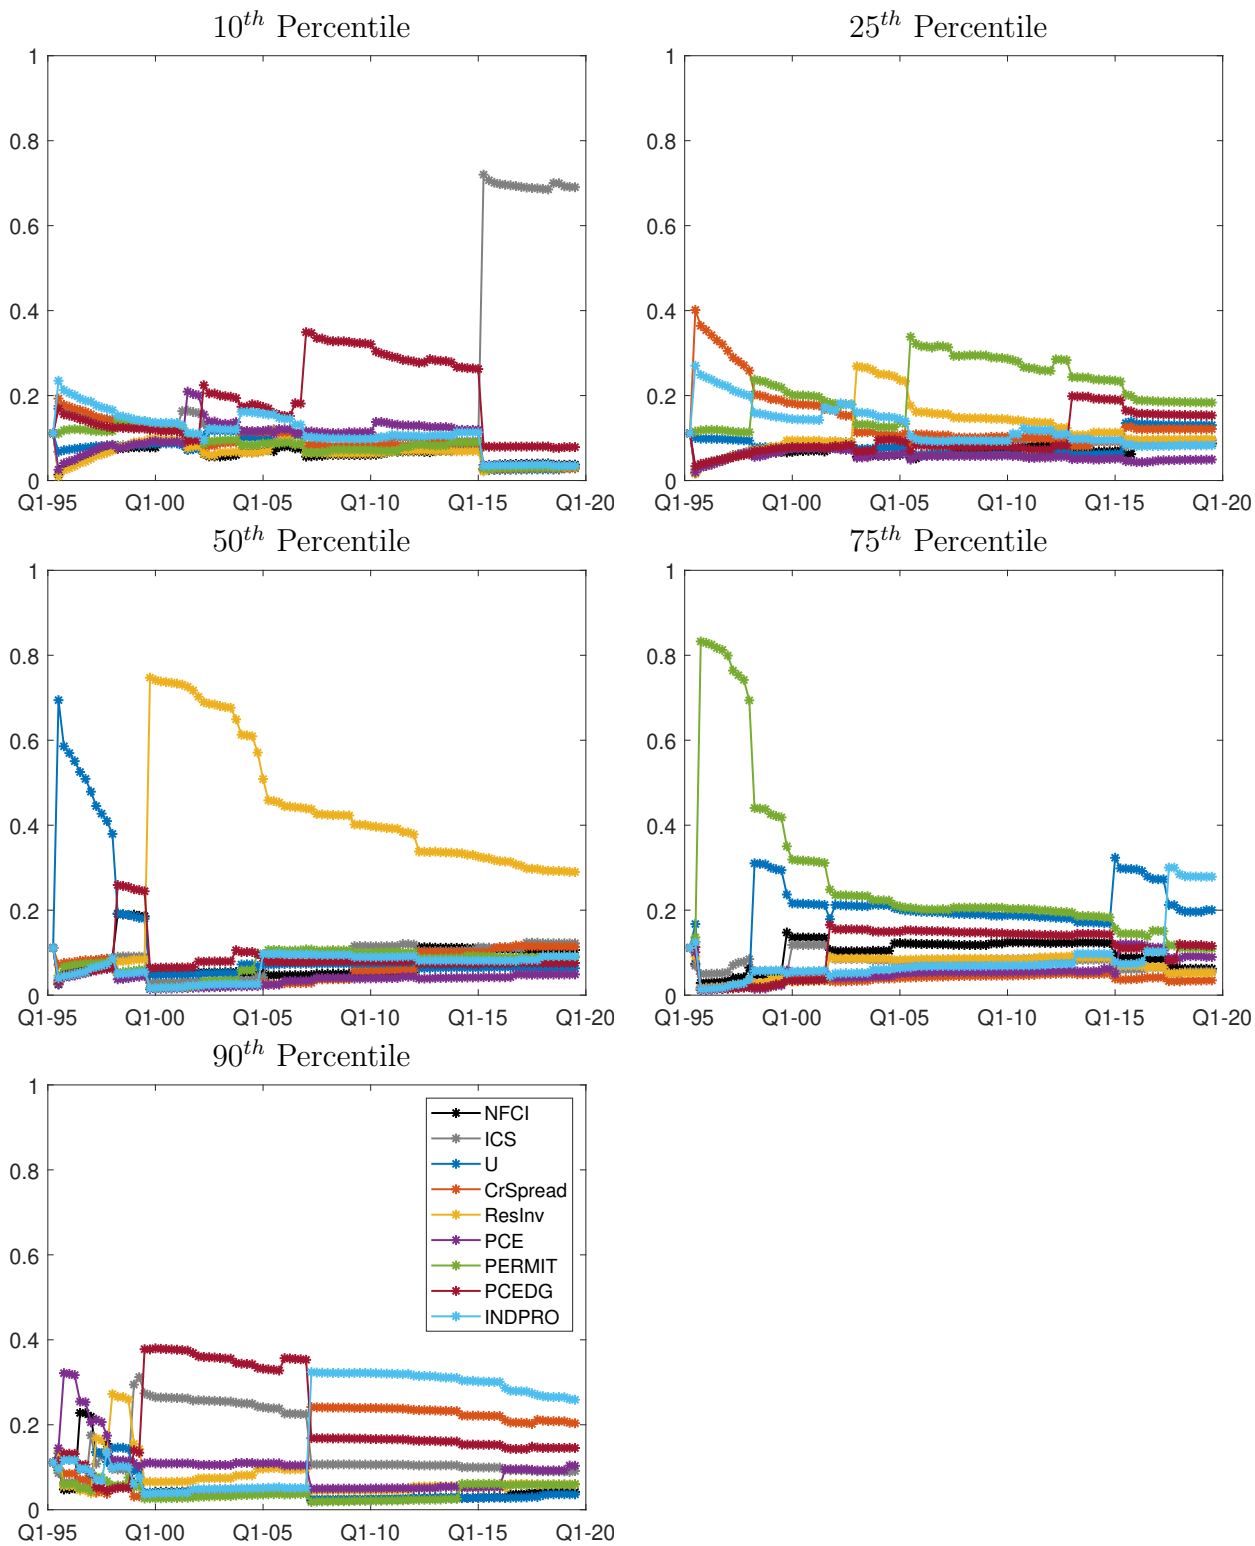 10th Percentile
25th Percentile
1
0.8
0.6
0.4
0.2
0
Q1-95 Q1-00 Q1-05 Q1-10 Q1-15 Q1-20
1
0.8
0.6
0.4
0.2
0
Q1-95 Q1-00 Q1-05 Q1-10 Q1-15 Q1-20
50th Percentile
75th Percentile
1
0.8
0.6
0.4
0.2
0
Q1-95 Q1-00 Q1-05 Q1-10 Q1-15 Q1-20
1
0.8
0.6
0.4
0.2
0
Q1-95 Q1-00 Q1-05 Q1-10 Q1-15 Q1-20
90th Percentile
1
0.8
0.6
0.4
0.2
0
NFCI
ICS
U
CrSpread
ResInv
PCE
PERMIT
PCEDG
INDPRO
Q1-95 Q1-00 Q1-05 Q1-10 Q1-15 Q1-20